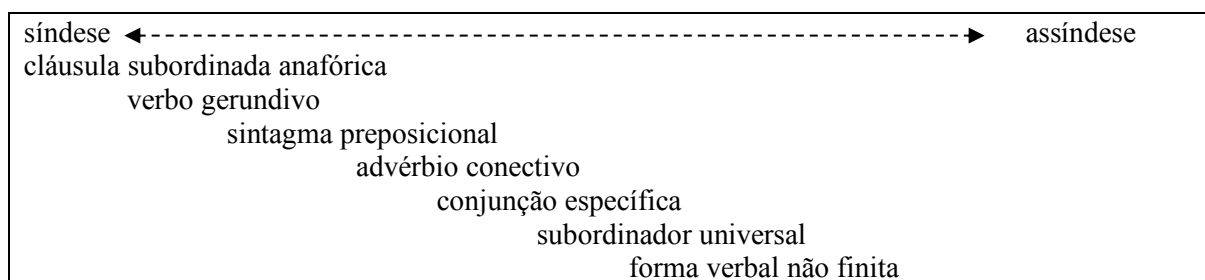 síndese assíndese
cláusula subordinada anafórica
verbo gerundivo
sintagma preposicional
advérbio conectivo
conjunção específica
subordinador universal
forma verbal não finita